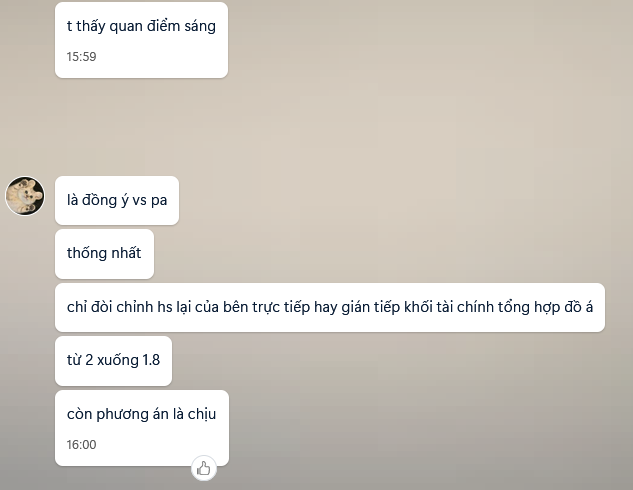 t thấy quan điểm sáng
15:59
là đồng ý vs pa
thống nhất
chỉ đòi chỉnh hs lại của bên trực tiếp hay gián tiếp khối tài chính tổng hợp đồ á
từ 2 xuống 1.8
còn phương án là chịu
16:00